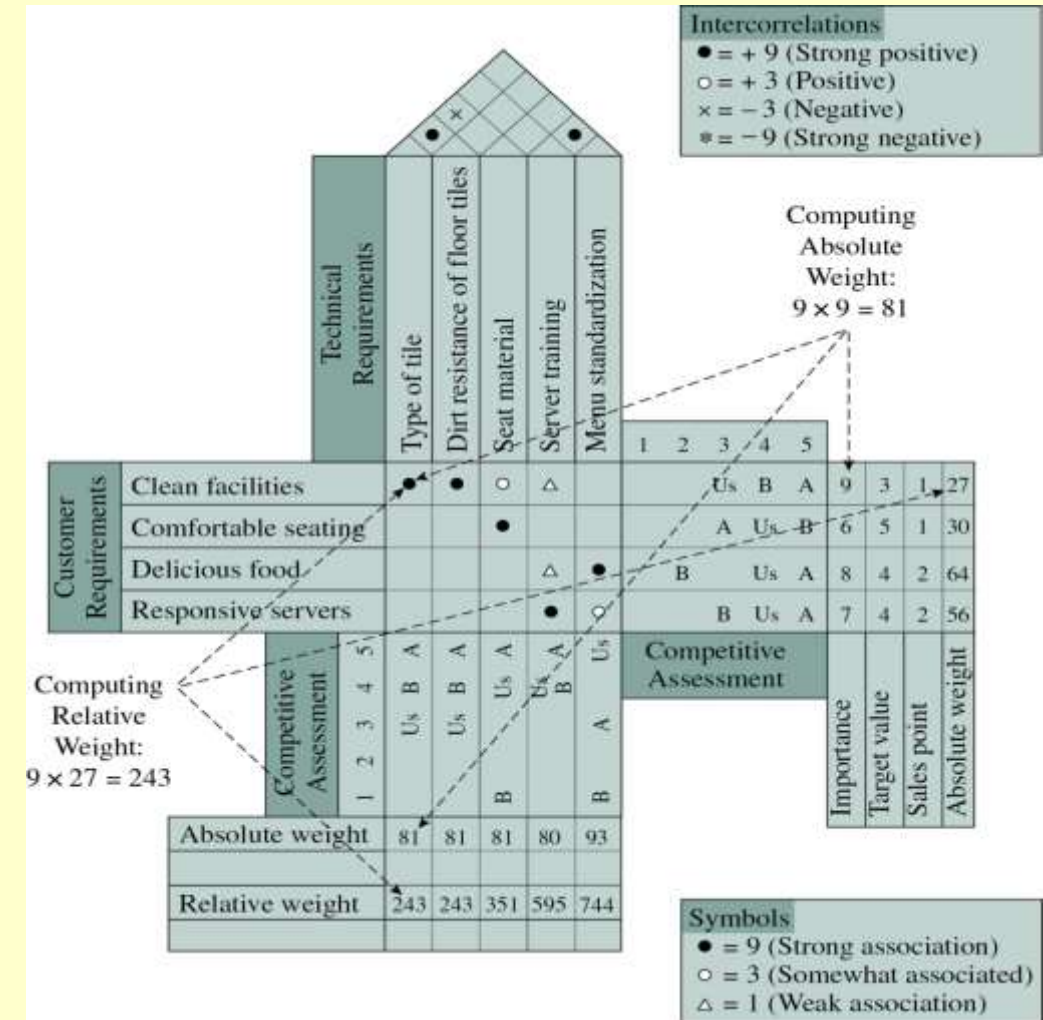 Intercorrelations
● = + 9 (Strong positive)
○ = + 3 (Positive)
× = − 3 (Negative)
* = − 9 (Strong negative)
×
● ●
Technical
Requirements
Type of tile
Dirt resistance of floor tiles
Seat material
Server training
Menu standardization
Computing
Absolute
Weight:
9 × 9 = 81
1 2 3 4 5
Customer
Requirements
Clean facilities ● ● ○ △ Us B A 9 3 1 27
Comfortable seating ● A Us B 6 5 1 30
Delicious food △ ● B Us A 8 4 2 64
Responsive servers ● ○ B Us A 7 4 2 56
Computing
Relative
Weight:
9 × 27 = 243
Competitive
Assessment
1 2 3 4 5
Us B A
Us B A
B Us A
Us B A
B A Us
Competitive
Assessment
Importance
Target value
Sales point
Absolute weight
Absolute weight 81 81 81 80 93
Relative weight 243 243 351 595 744
Symbols
● = 9 (Strong association)
○ = 3 (Somewhat associated)
△ = 1 (Weak association)